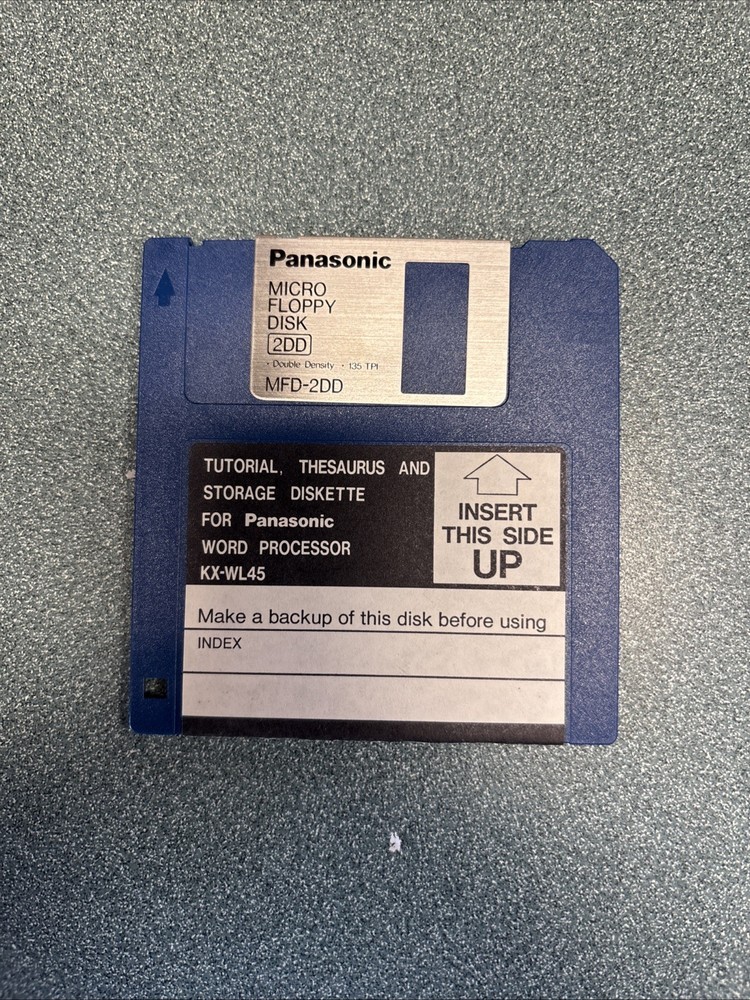 Panasonic
MICRO
FLOPPY
DISK
2DD
· Double Density · 135 TPI
MFD-2DD
TUTORIAL, THESAURUS AND
STORAGE DISKETTE
FOR Panasonic
WORD PROCESSOR
KX-WL45
INSERT
THIS SIDE
UP
Make a backup of this disk before using
INDEX